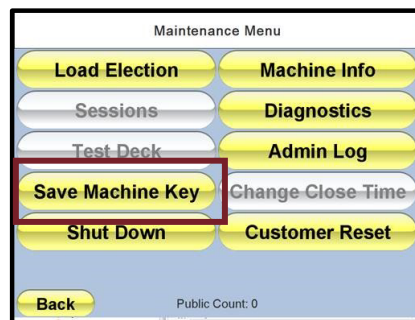 Maintenance Menu
Load Election
Machine Info
Sessions
Diagnostics
Test Deck
Admin Log
Save Machine Key
Change Close Time
Shut Down
Customer Reset
Back
Public Count: 0